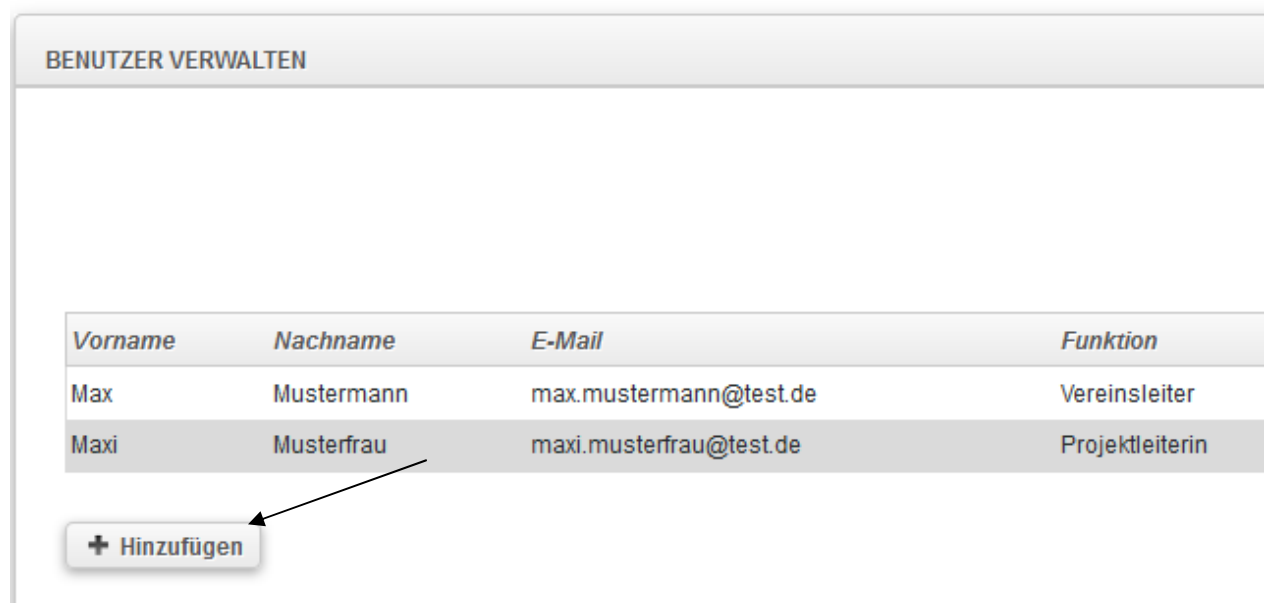 BENUTZER VERWALTEN
Vorname Nachname E-Mail Funktion
Max Mustermann max.mustermann@test.de Vereinsleiter
Maxi Musterfrau maxi.musterfrau@test.de Projektleiterin
+ Hinzufügen